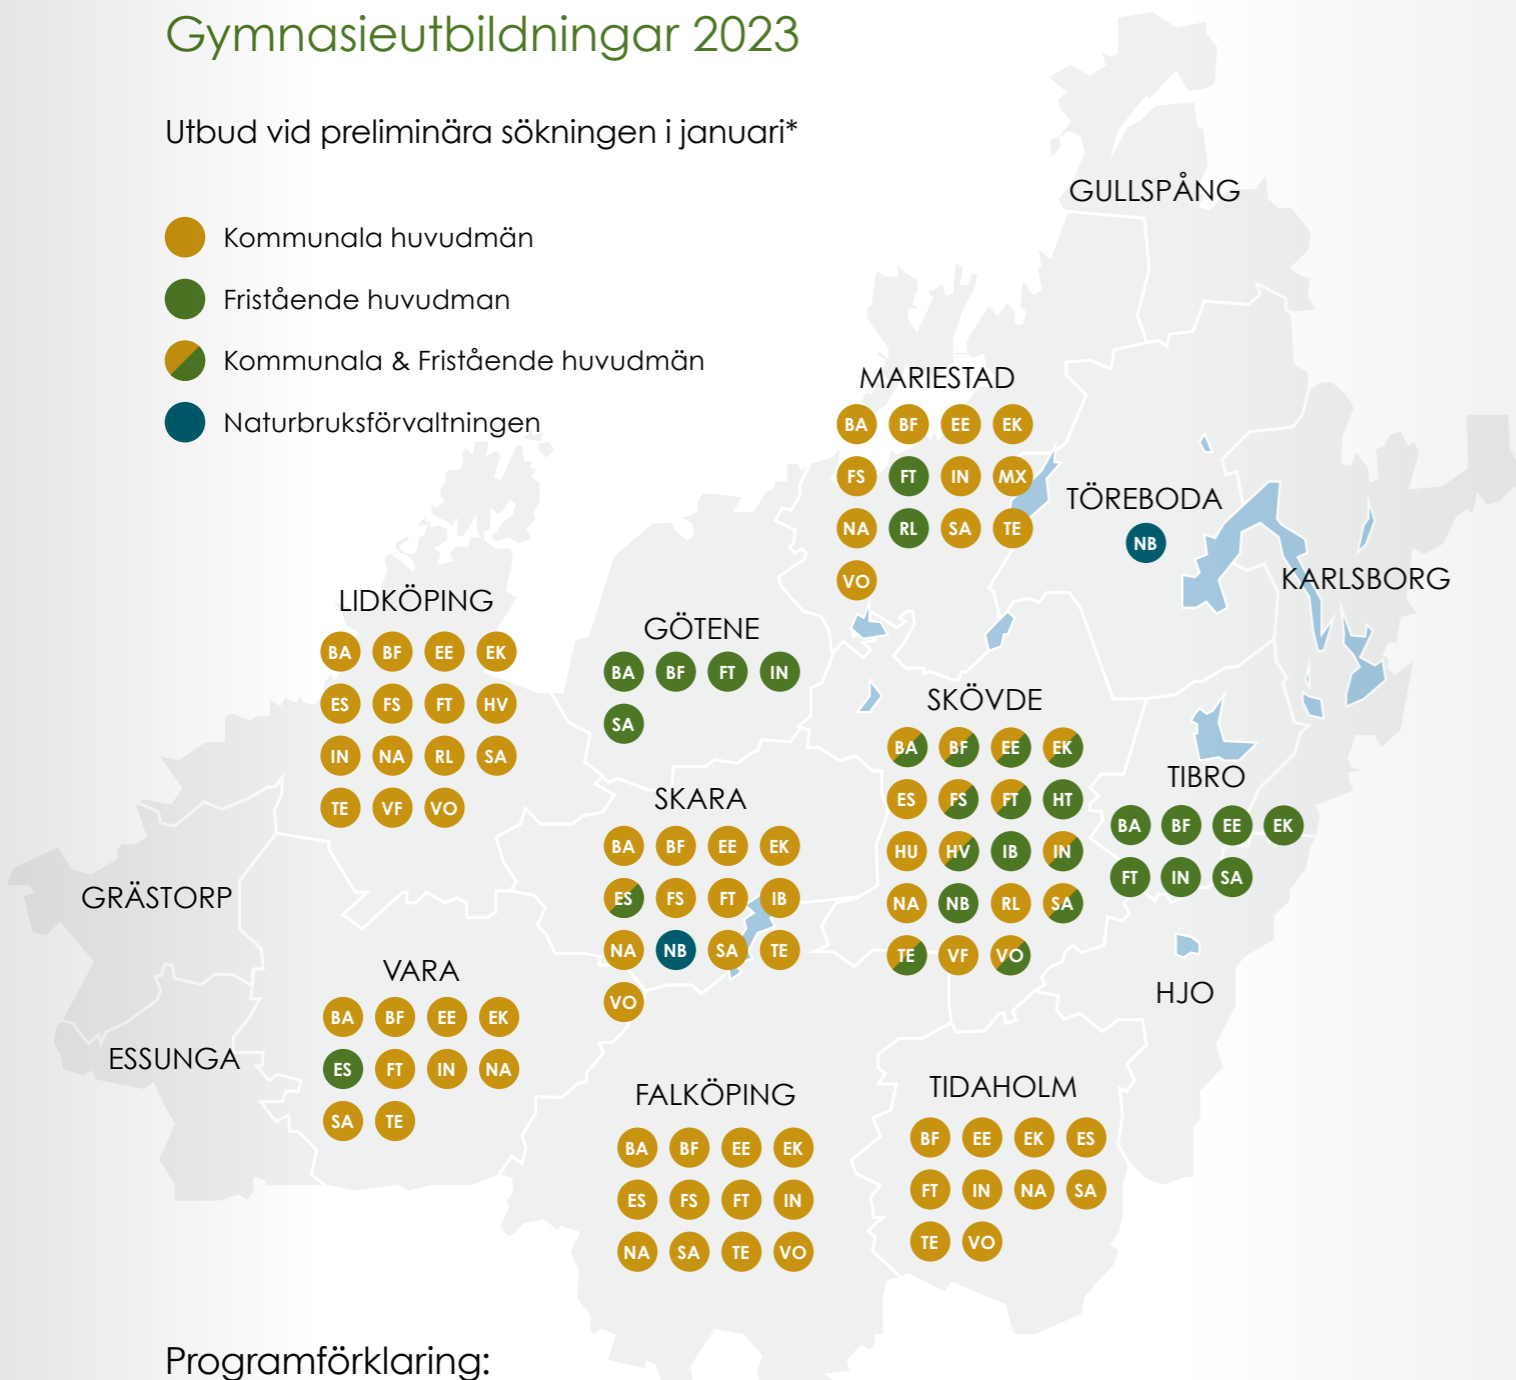 Gymnasieutbildningar 2023
Utbud vid preliminära sökningen i januari*
Kommunala huvudmän
Fristående huvudman
Kommunala & Fristående huvudmän
Naturbruksförvaltningen
GULLSPÅNG
MARIESTAD
BA BF EE EK
FS FT IN MX
NA RL SA TE
VO
TÖREBODA
NB
KARLSBORG
LIDKÖPING
BA BF EE EK
ES FS FT HV
IN NA RL SA
TE VF VO
GÖTENE
BA BF FT IN
SA
SKÖVDE
BA BF EE EK
ES FS FT HT
HU HV IB IN
NA NB RL SA
TE VF VO
TIBRO
BA BF EE EK
FT IN SA
SKARA
BA BF EE EK
ES FS FT IB
NA NB SA TE
VO
GRÄSTORP
VARA
BA BF EE EK
ES FT IN NA
SA TE
HJO
ESSUNGA
FALKÖPING
BA BF EE EK
ES FS FT IN
NA SA TE VO
TIDAHOLM
BF EE EK ES
FT IN NA SA
TE VO
Programförklaring: